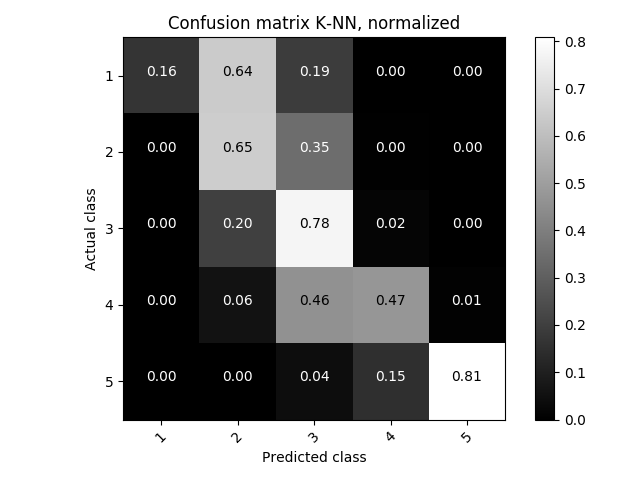 Confusion matrix K-NN, normalized
1 0.16 0.64 0.19 0.00 0.00
2 0.00 0.65 0.35 0.00 0.00
3 0.00 0.20 0.78 0.02 0.00
4 0.00 0.06 0.46 0.47 0.01
5 0.00 0.00 0.04 0.15 0.81
1 2 3 4 5
Predicted class
Actual class
0.8
0.7
0.6
0.5
0.4
0.3
0.2
0.1
0.0